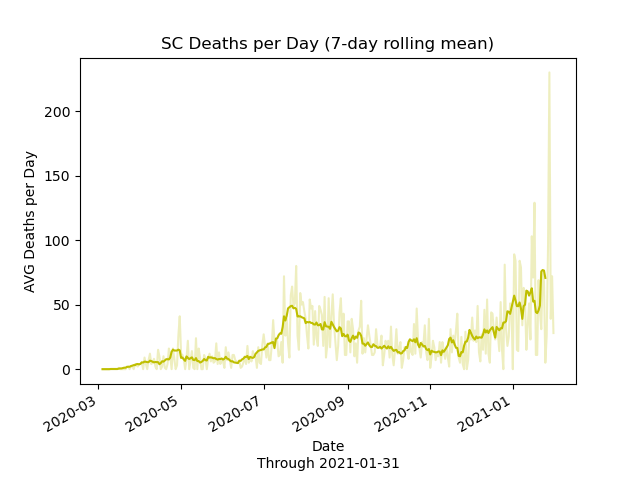 SC Deaths per Day (7-day rolling mean)
AVG Deaths per Day
200
150
100
50
0
2020-03
2020-05
2020-07
2020-09
2020-11
2021-01
Date
Through 2021-01-31